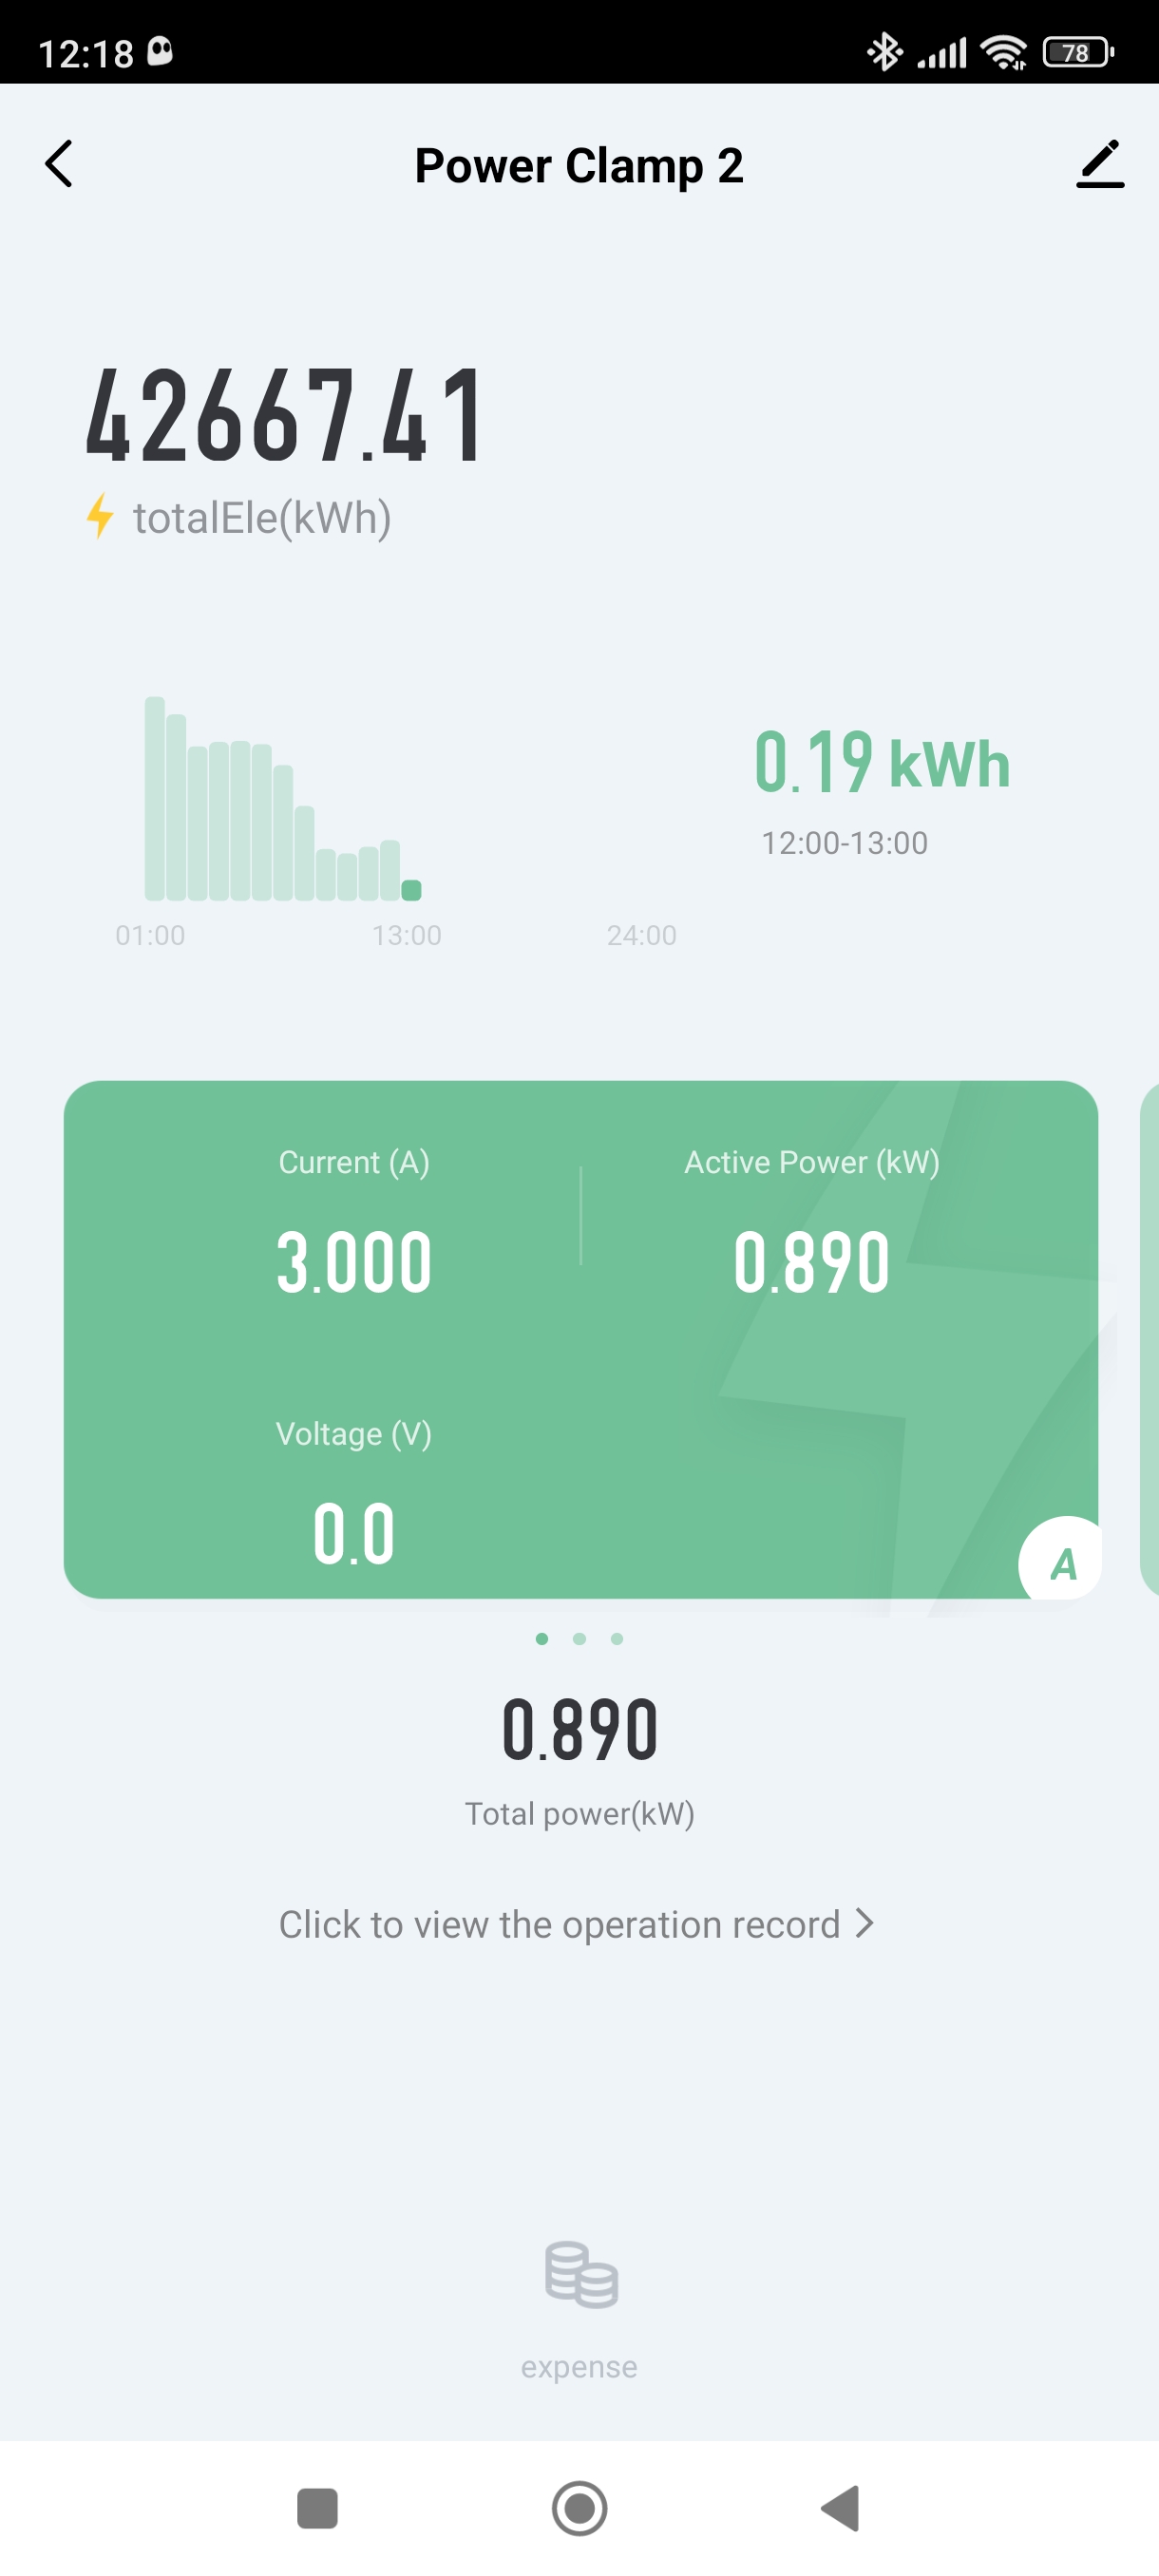 12:18
78
Power Clamp 2
42667.41
totalEle(kWh)
0.19 kWh
12:00-13:00
01:00 13:00 24:00
Current (A) Active Power (kW)
3.000 0.890
Voltage (V)
0.0
A
0.890
Total power(kW)
Click to view the operation record
expense